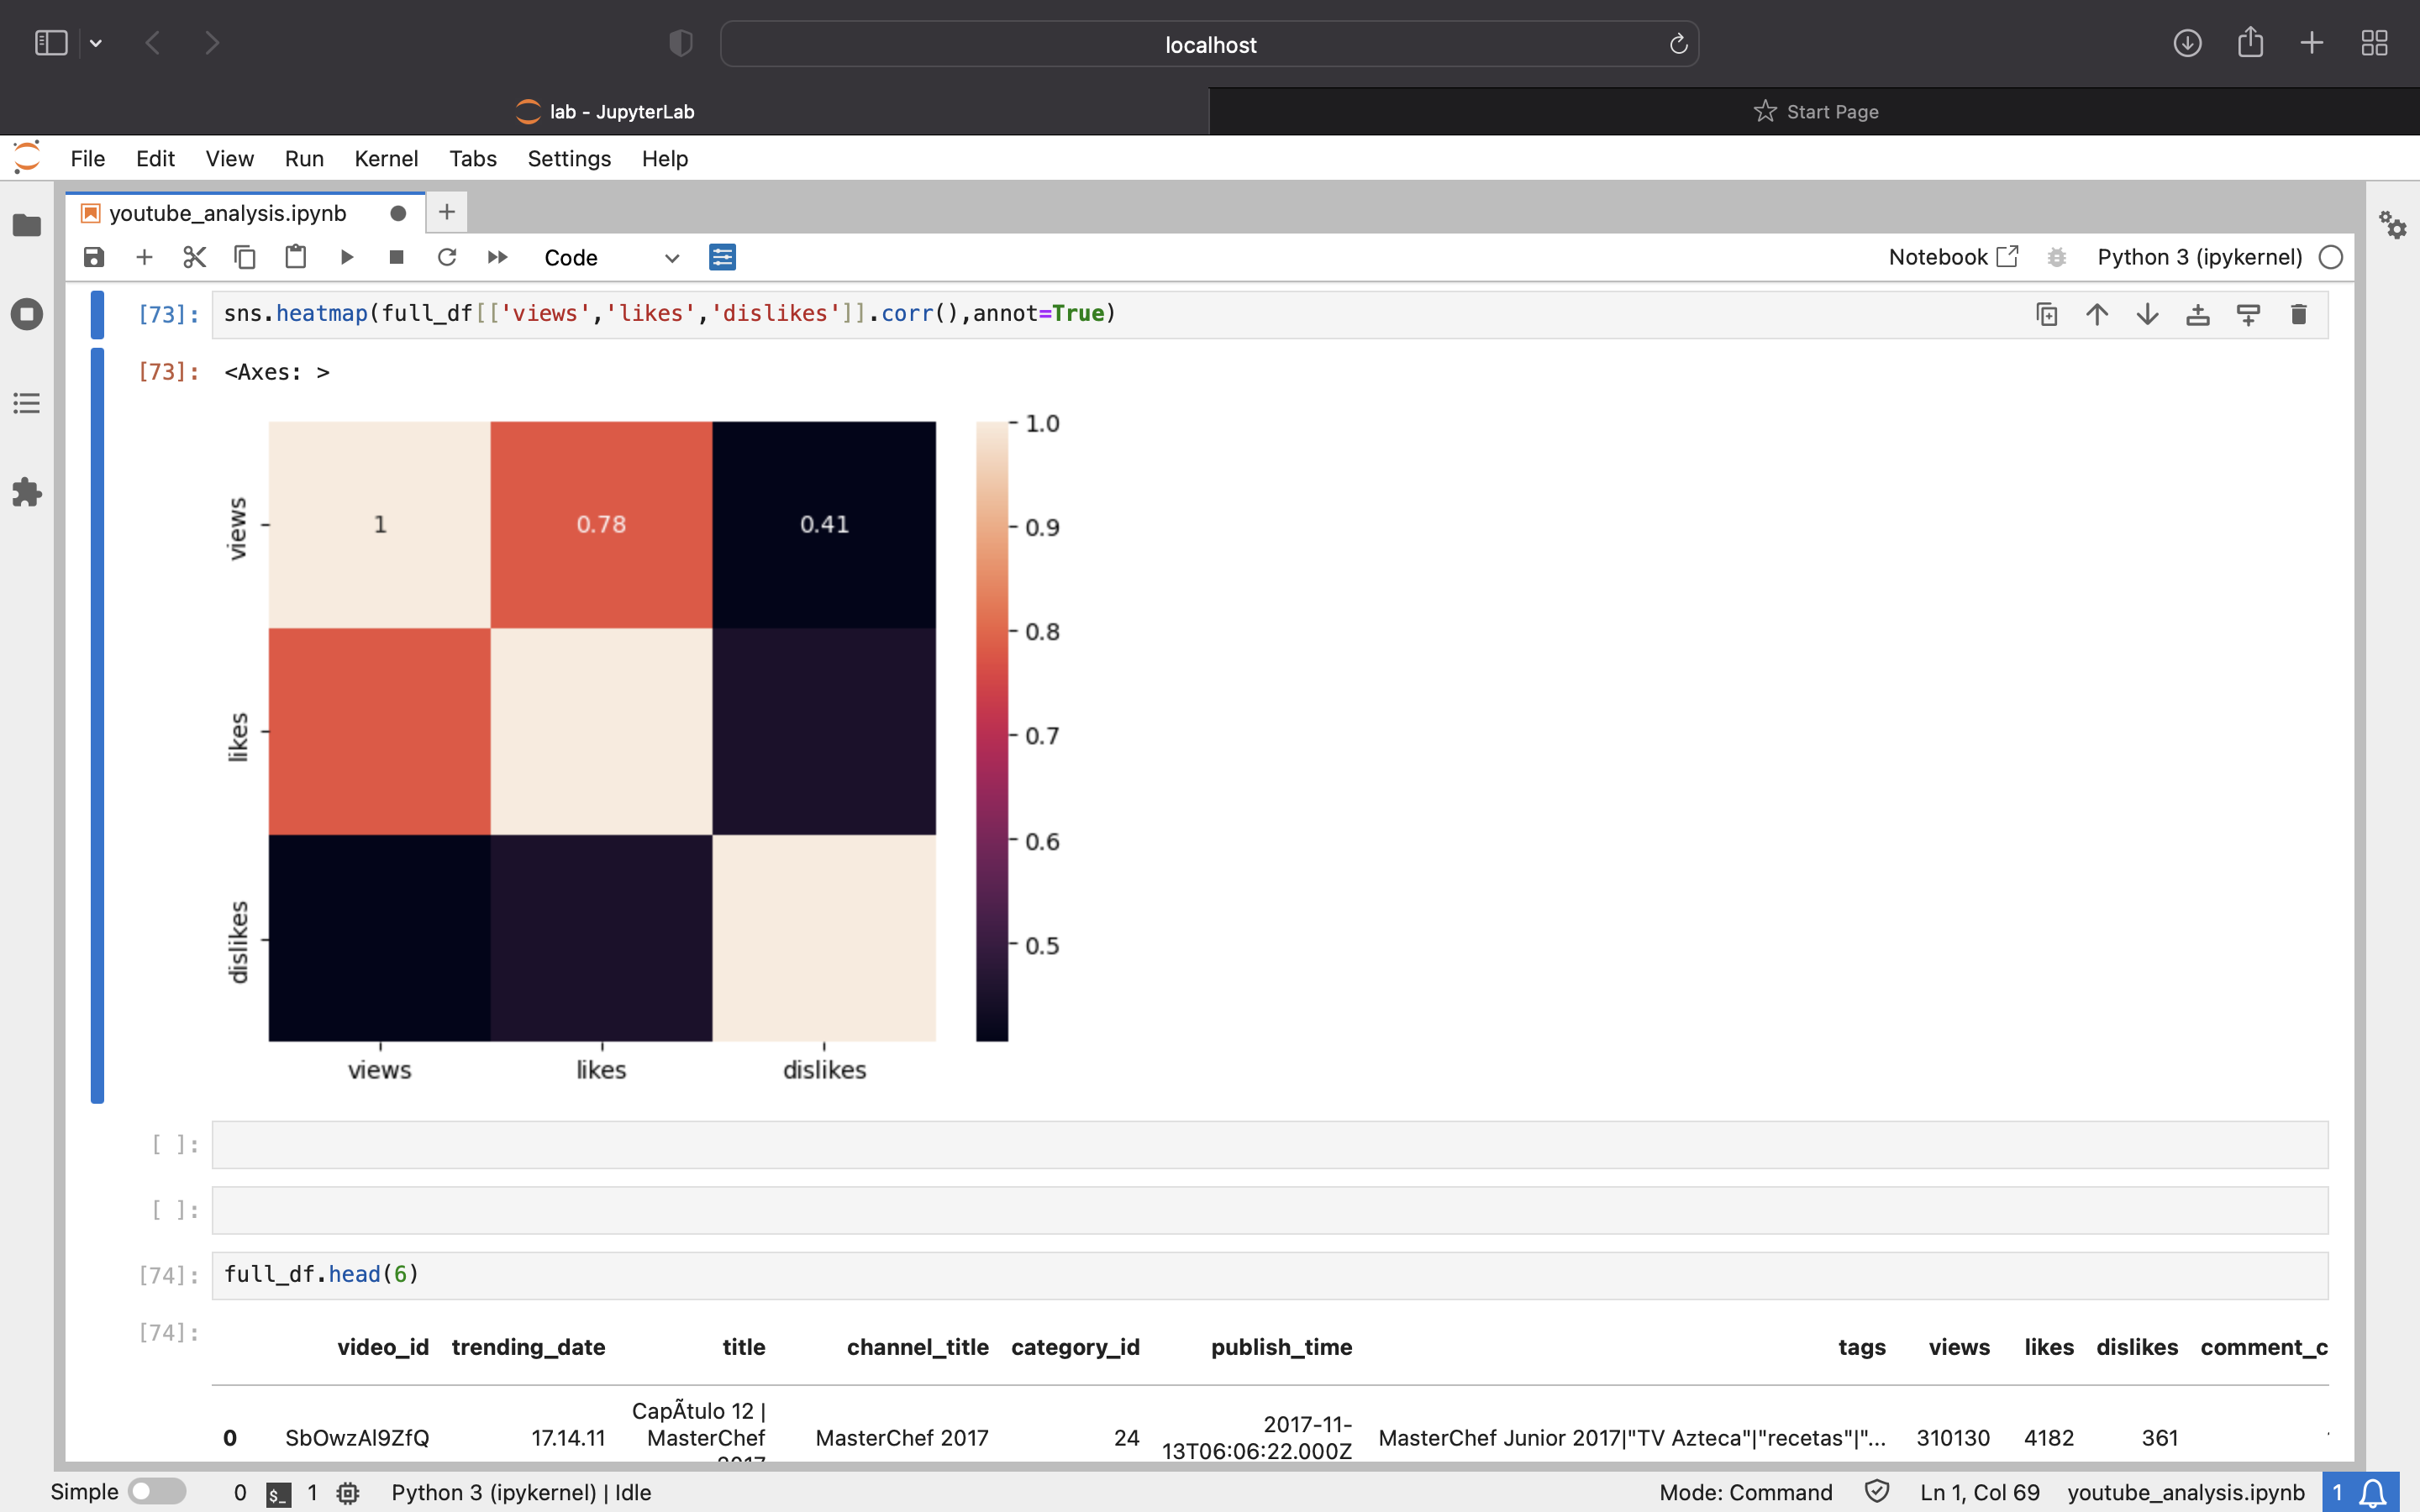 localhost
lab - JupyterLab
Start Page
File Edit View Run Kernel Tabs Settings Help
youtube_analysis.ipynb
Code
Notebook
Python 3 (ipykernel)
[73]: sns.heatmap(full_df[['views','likes','dislikes']].corr(),annot=True)
[73]: <Axes: >
1.0
views 1 0.78 0.41
0.9
0.8
likes
0.7
0.6
dislikes
0.5
views likes dislikes
[ ]:
[ ]:
[74]: full_df.head(6)
[74]:
video_id trending_date title channel_title category_id publish_time tags views likes dislikes comment_c
0 SbOwzAl9ZfQ 17.14.11 CapÃtulo 12 | MasterChef MasterChef 2017 24 2017-11-13T06:06:22.000Z MasterChef Junior 2017|"TV Azteca"|"recetas"|"... 310130 4182 361
Simple 0 $_ 1 Python 3 (ipykernel) | Idle Mode: Command Ln 1, Col 69 youtube_analysis.ipynb 1